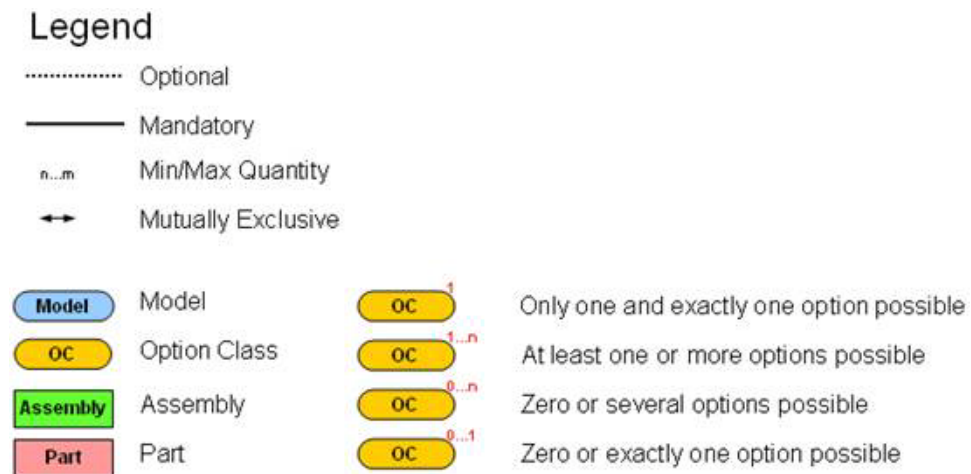 Legend
Optional
Mandatory
n...m Min/Max Quantity
Mutually Exclusive
Model Model OC 1 Only one and exactly one option possible
OC Option Class OC 1...n At least one or more options possible
Assembly Assembly OC 0...n Zero or several options possible
Part Part OC 0...1 Zero or exactly one option possible